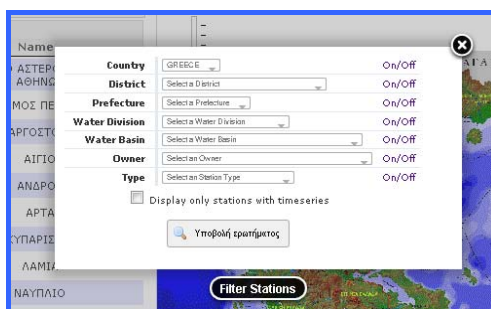 Name
ΑΣΤΕΡ
ΑΘΗΝΩ
ΜΟΣ ΠΕ
ΑΡΓΟΣΤΟ
ΑΙΓΙΟ
ΑΝΔΡΟ
ΑΡΤΑ
ΥΠΑΡΙΣ
ΛΑΜΙΑ
ΝΑΥΠΛΙΟ
Country GREECE On/Off
District Select a District On/Off
Prefecture Select a Prefecture On/Off
Water Division Select a Water Division On/Off
Water Basin Select a Water Basin On/Off
Owner Select an Owner On/Off
Type Select an Station Type On/Off
Display only stations with timeseries
Υποβολή ερωτήματος
Filter Stations